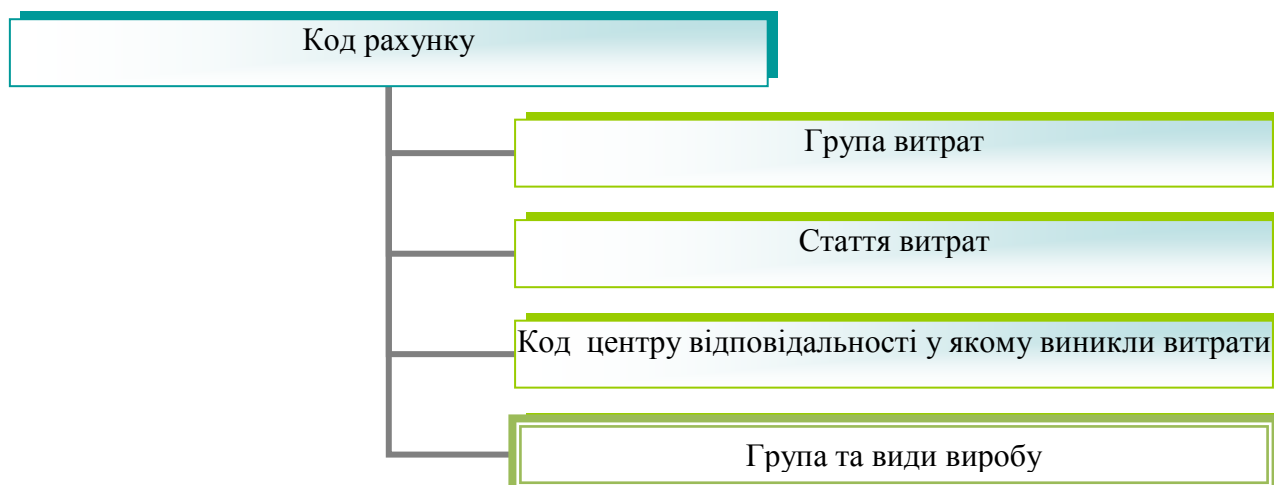 Код рахунку
Група витрат
Стаття витрат
Код центру відповідальності у якому виникли витрати
Група та види виробу